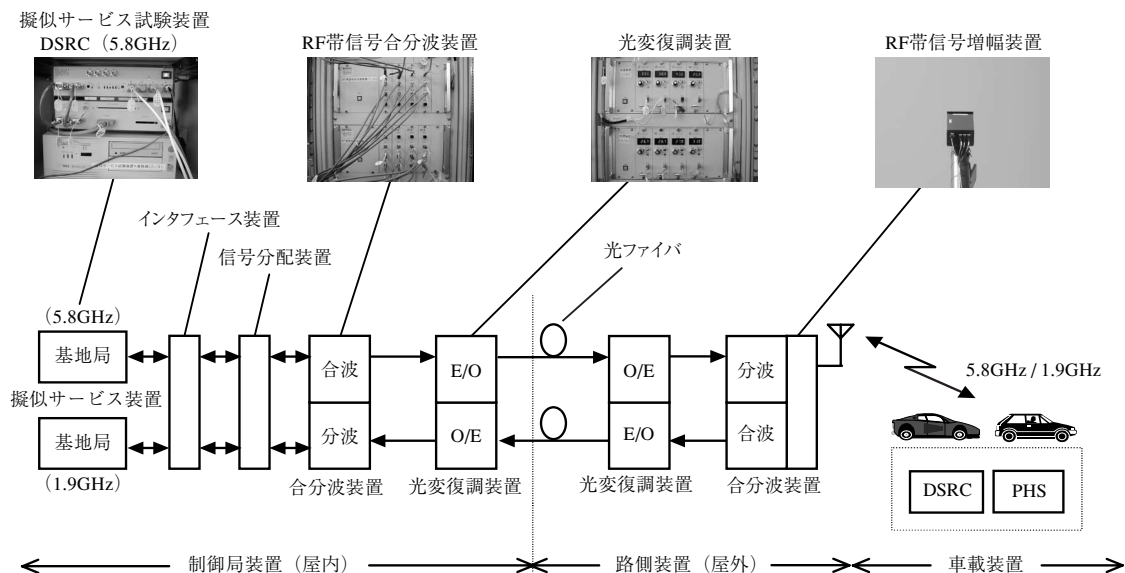 擬似サービス試験装置
DSRC（5.8GHz）
RF帯信号合分波装置
光変復調装置
RF帯信号増幅装置
インタフェース装置
信号分配装置
光ファイバ
（5.8GHz）
基地局
擬似サービス装置
基地局
（1.9GHz）
合波
分波
合分波装置
E/O
O/E
光変復調装置
O/E
E/O
光変復調装置
分波
合波
合分波装置
5.8GHz / 1.9GHz
DSRC
PHS
制御局装置（屋内）
路側装置（屋外）
車載装置